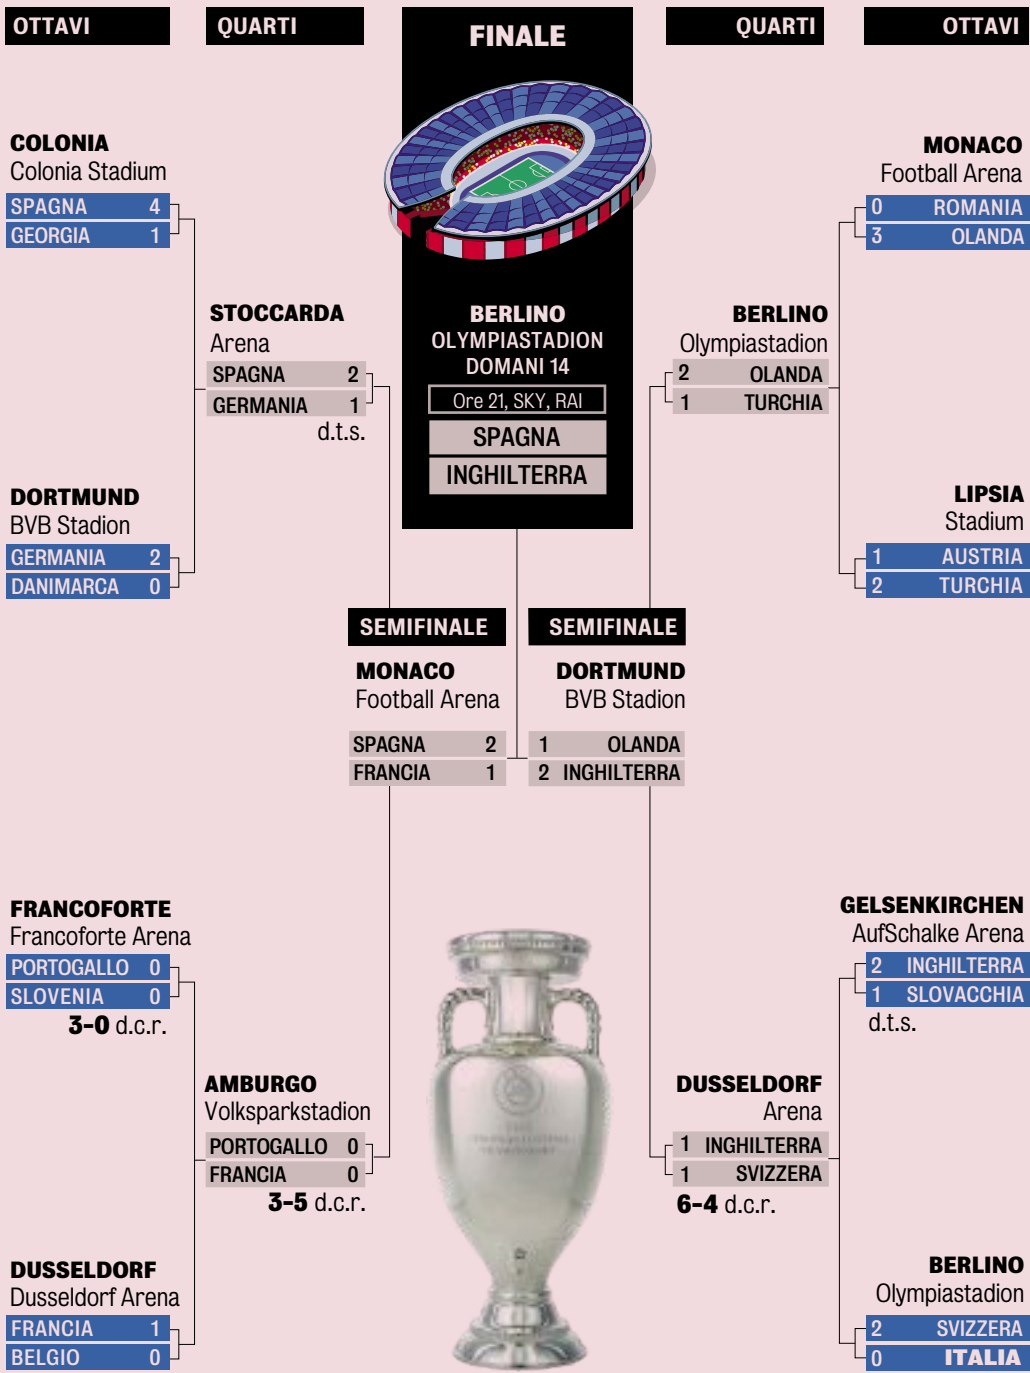 OTTAVI
QUARTI
FINALE
QUARTI
OTTAVI
COLONIA
Colonia Stadium
SPAGNA 4
GEORGIA 1
STOCCARDA
Arena
SPAGNA 2
GERMANIA 1
d.t.s.
DORTMUND
BVB Stadion
GERMANIA 2
DANIMARCA 0
BERLINO
OLYMPIASTADION
DOMANI 14
Ore 21, SKY, RAI
SPAGNA
INGHILTERRA
MONACO
Football Arena
0 ROMANIA
3 OLANDA
BERLINO
Olympiastadion
2 OLANDA
1 TURCHIA
LIPSIA
Stadium
1 AUSTRIA
2 TURCHIA
SEMIFINALE
MONACO
Football Arena
SPAGNA 2
FRANCIA 1
SEMIFINALE
DORTMUND
BVB Stadion
1 OLANDA
2 INGHILTERRA
FRANCOFORTE
Francoforte Arena
PORTOGALLO 0
SLOVENIA 0
3-0 d.c.r.
AMBURGO
Volksparkstadion
PORTOGALLO 0
FRANCIA 0
3-5 d.c.r.
DUSSELDORF
Dusseldorf Arena
FRANCIA 1
BELGIO 0
GELSENKIRCHEN
AufSchalke Arena
2 INGHILTERRA
1 SLOVACCHIA
d.t.s.
DUSSELDORF
Arena
1 INGHILTERRA
1 SVIZZERA
6-4 d.c.r.
BERLINO
Olympiastadion
2 SVIZZERA
0 ITALIA